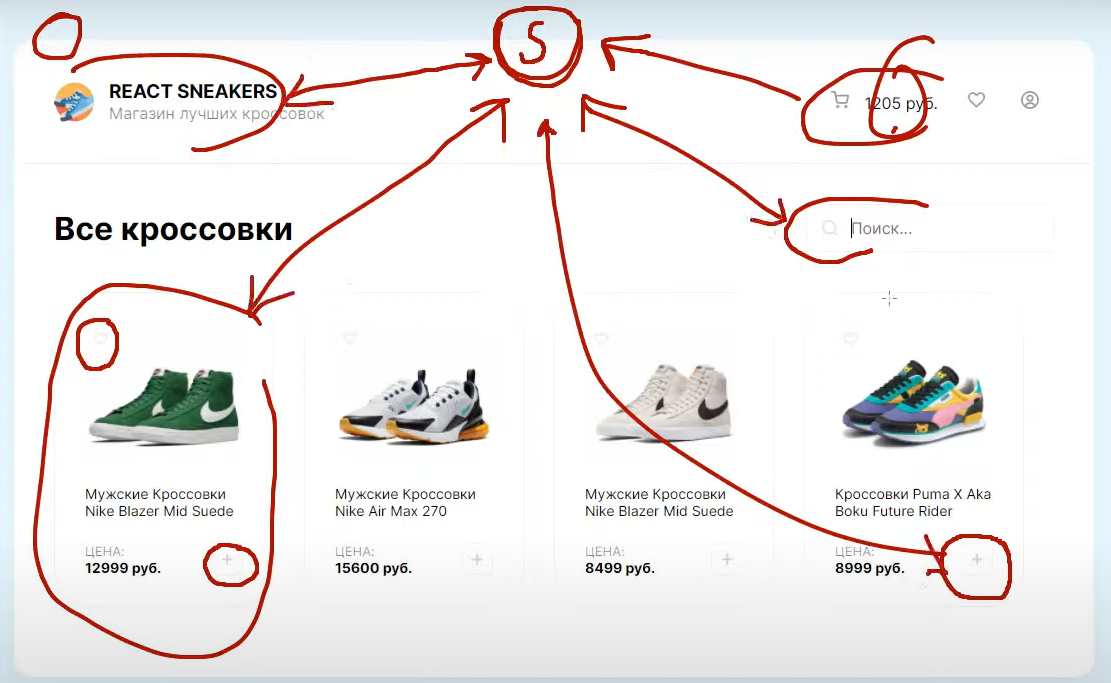 S
REACT SNEAKERS
Магазин лучших кроссовок
1205 руб.
Все кроссовки
Поиск...
Мужские Кроссовки
Nike Blazer Mid Suede
ЦЕНА:
12999 руб.
Мужские Кроссовки
Nike Air Max 270
ЦЕНА:
15600 руб.
Мужские Кроссовки
Nike Blazer Mid Suede
ЦЕНА:
8499 руб.
Кроссовки Puma X Aka
Boku Future Rider
ЦЕНА:
8999 руб.